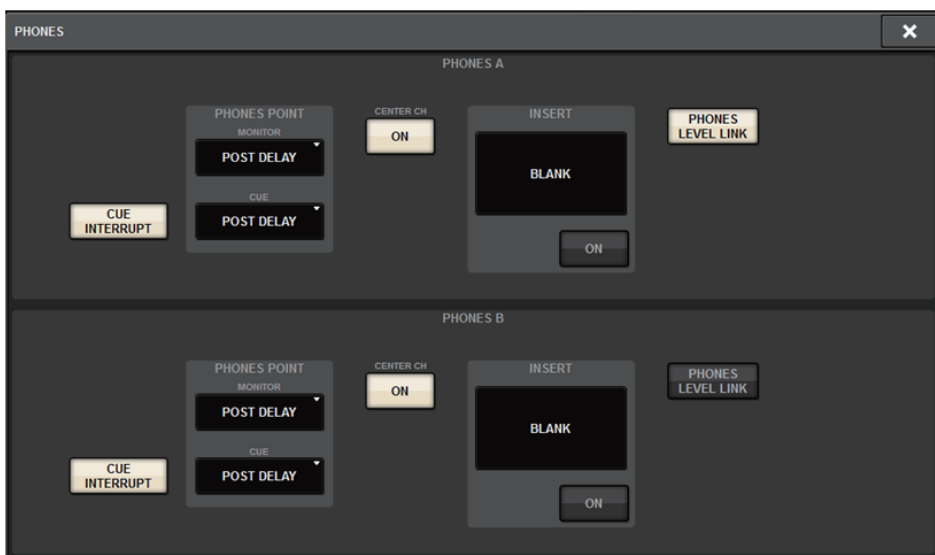 PHONES
PHONES A
PHONES POINT
MONITOR
POST DELAY
CUE
POST DELAY
CUE
INTERRUPT
CENTER CH
ON
INSERT
BLANK
ON
PHONES
LEVEL LINK
PHONES B
PHONES POINT
MONITOR
POST DELAY
CUE
POST DELAY
CUE
INTERRUPT
CENTER CH
ON
INSERT
BLANK
ON
PHONES
LEVEL LINK